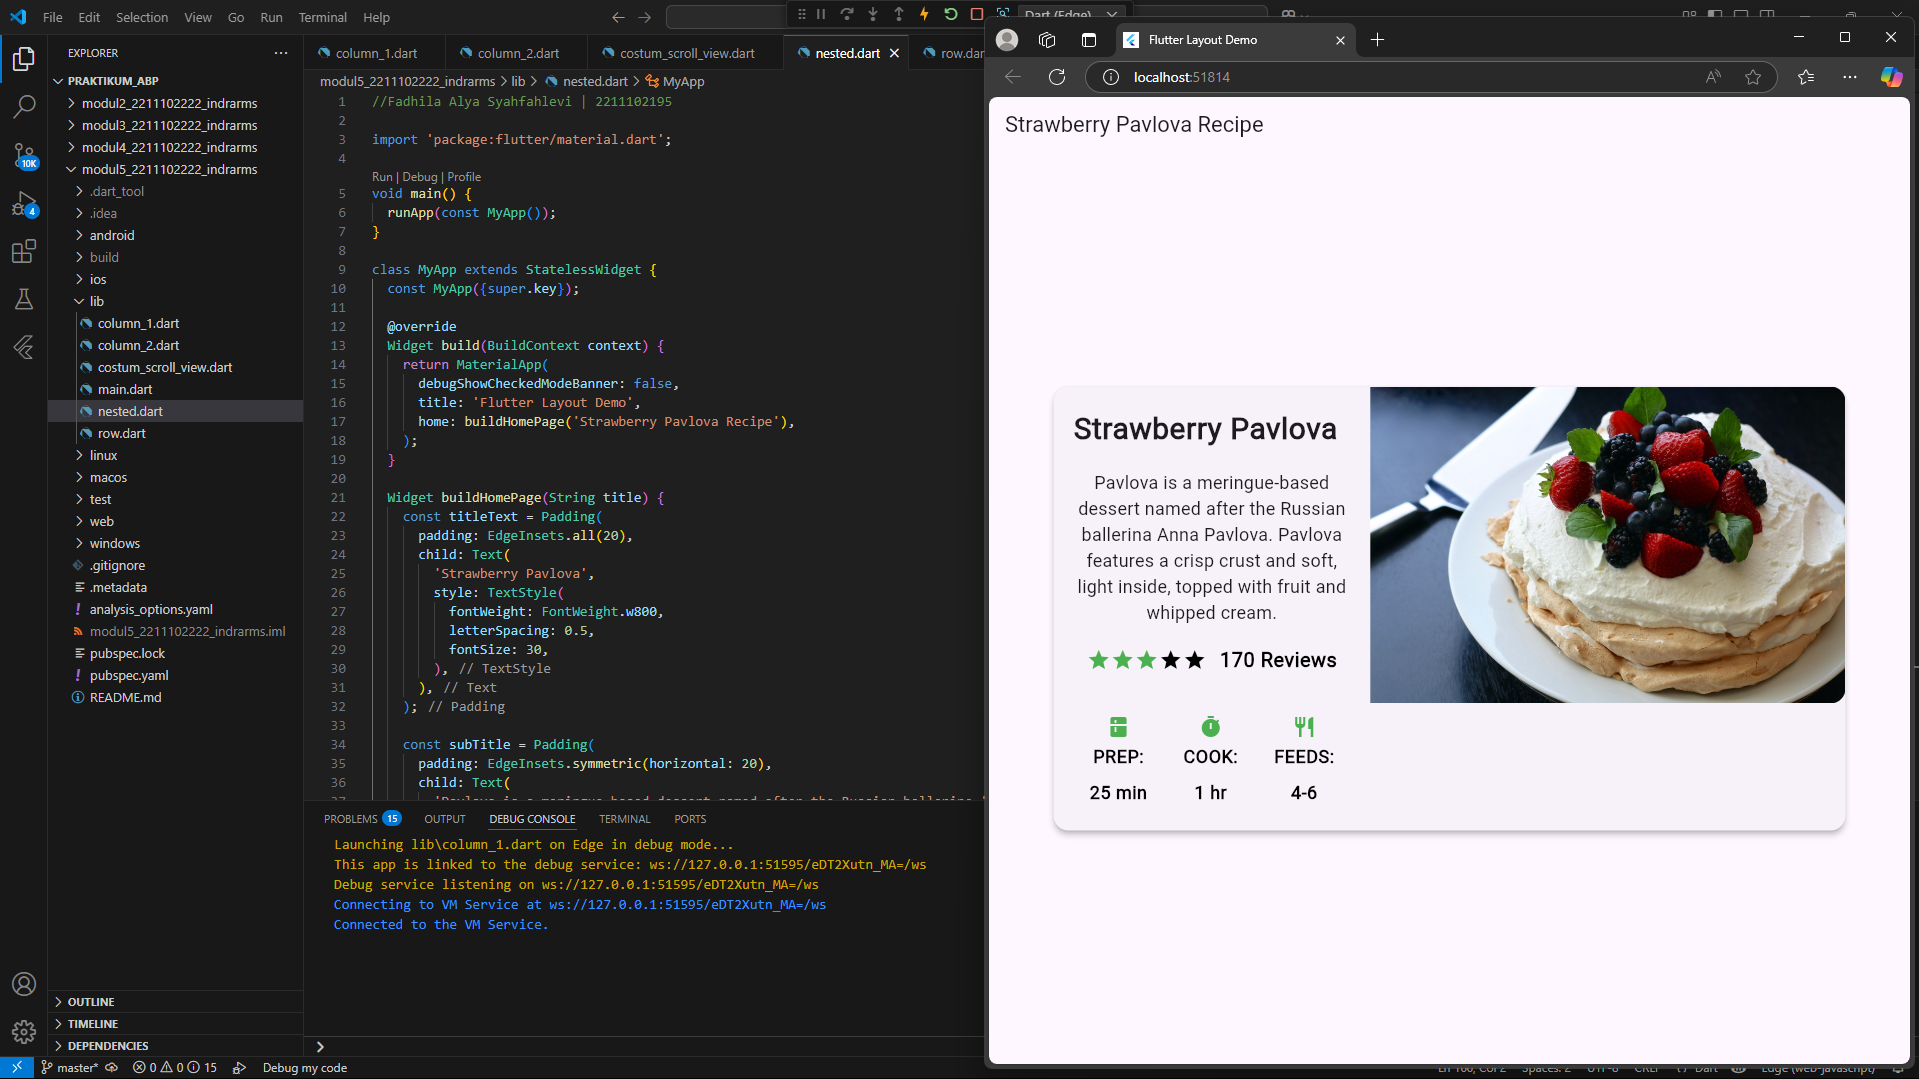 File Edit Selection View Go Run Terminal Help
Dart (Edge)
EXPLORER
PRAKTIKUM_ABP
modul2_2211102222_indrarms
modul3_2211102222_indrarms
modul4_2211102222_indrarms
modul5_2211102222_indrarms
.dart_tool
.idea
android
build
ios
lib
column_1.dart
column_2.dart
costum_scroll_view.dart
main.dart
nested.dart
row.dart
linux
macos
test
web
windows
.gitignore
.metadata
analysis_options.yaml
modul5_2211102222_indrarms.iml
pubspec.lock
pubspec.yaml
README.md
OUTLINE
TIMELINE
DEPENDENCIES
10K
4
column_1.dart column_2.dart costum_scroll_view.dart nested.dart
modul5_2211102222_indrarms > lib > nested.dart > MyApp
1 //Fadhila Alya Syahfahlevi | 2211102195
2
3 import 'package:flutter/material.dart';
4
Run | Debug | Profile
5 void main() {
6 runApp(const MyApp());
7 }
8
9 class MyApp extends StatelessWidget {
10 const MyApp({super.key});
11
12 @override
13 Widget build(BuildContext context) {
14 return MaterialApp(
15 debugShowCheckedModeBanner: false,
16 title: 'Flutter Layout Demo',
17 home: buildHomePage('Strawberry Pavlova Recipe'),
18 );
19 }
20
21 Widget buildHomePage(String title) {
22 const titleText = Padding(
23 padding: EdgeInsets.all(20),
24 child: Text(
25 'Strawberry Pavlova',
26 style: TextStyle(
27 fontWeight: FontWeight.w800,
28 letterSpacing: 0.5,
29 fontSize: 30,
30 ), // TextStyle
31 ), // Text
32 ); // Padding
33
34 const subTitle = Padding(
35 padding: EdgeInsets.symmetric(horizontal: 20),
36 child: Text(
PROBLEMS 15 OUTPUT DEBUG CONSOLE TERMINAL PORTS
Launching lib\column_1.dart on Edge in debug mode...
This app is linked to the debug service: ws://127.0.0.1:51595/eDT2Xutn_MA=/ws
Debug service listening on ws://127.0.0.1:51595/eDT2Xutn_MA=/ws
Connecting to VM Service at ws://127.0.0.1:51595/eDT2Xutn_MA=/ws
Connected to the VM Service.
master* 0 0 15 Debug my code
Flutter Layout Demo
localhost:51814
Strawberry Pavlova Recipe
Strawberry Pavlova
Pavlova is a meringue-based
dessert named after the Russian
ballerina Anna Pavlova. Pavlova
features a crisp crust and soft,
light inside, topped with fruit and
whipped cream.
170 Reviews
PREP: COOK: FEEDS:
25 min 1 hr 4-6